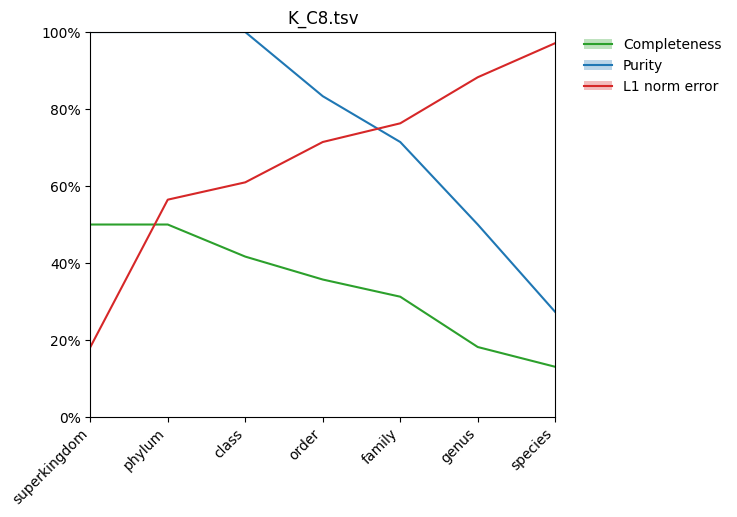 K_C8.tsv
100%
80%
60%
40%
20%
0%
superkingdom
phylum
class
order
family
genus
species
Completeness
Purity
L1 norm error